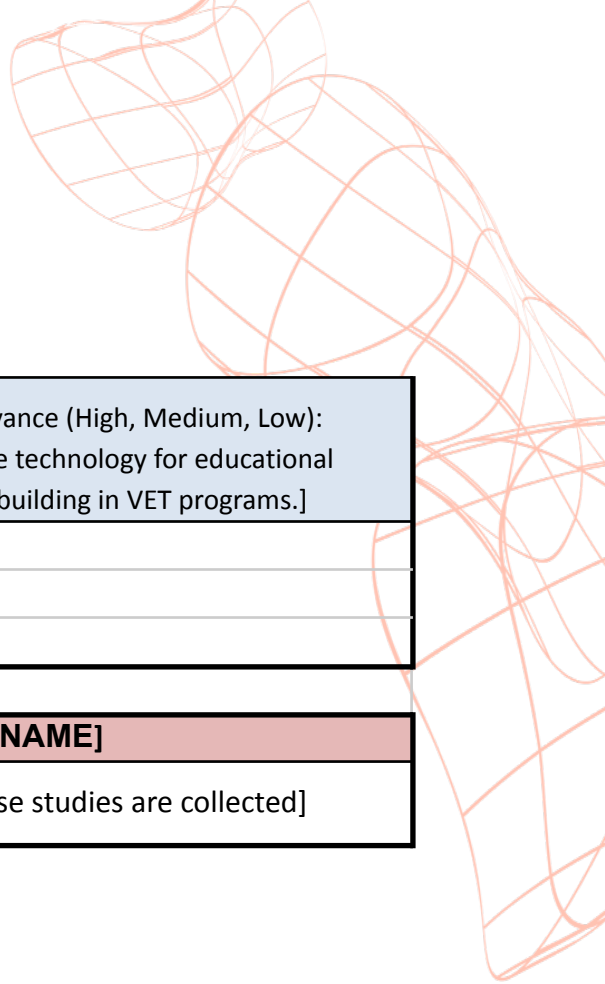 vance (High, Medium, Low):
e technology for educational
building in VET programs.]
NAME]
se studies are collected]